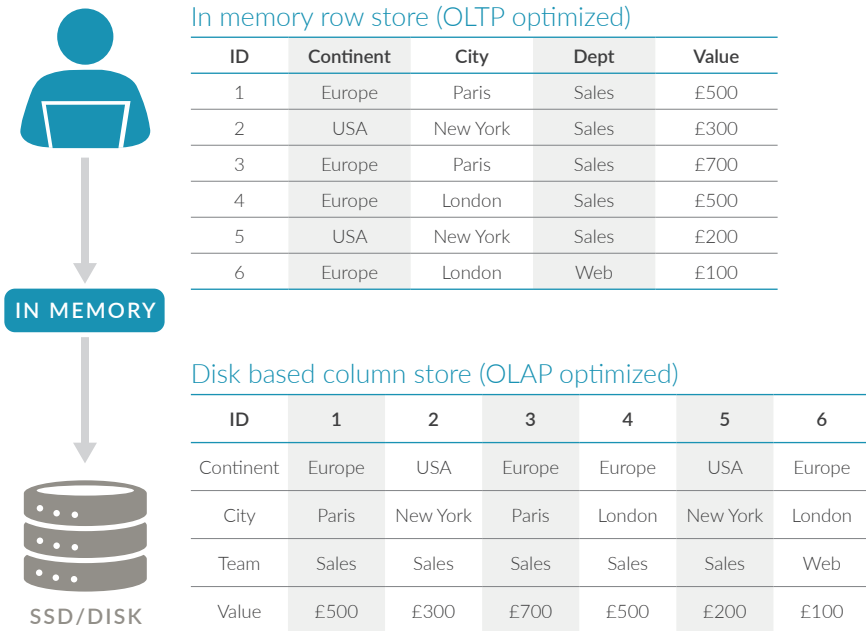 In memory row store (OLTP optimized)
ID Continent City Dept Value
1 Europe Paris Sales £500
2 USA New York Sales £300
3 Europe Paris Sales £700
4 Europe London Sales £500
5 USA New York Sales £200
6 Europe London Web £100
IN MEMORY
Disk based column store (OLAP optimized)
ID 1 2 3 4 5 6
Continent Europe USA Europe Europe USA Europe
City Paris New York Paris London New York London
Team Sales Sales Sales Sales Sales Web
Value £500 £300 £700 £500 £200 £100
SSD/DISK